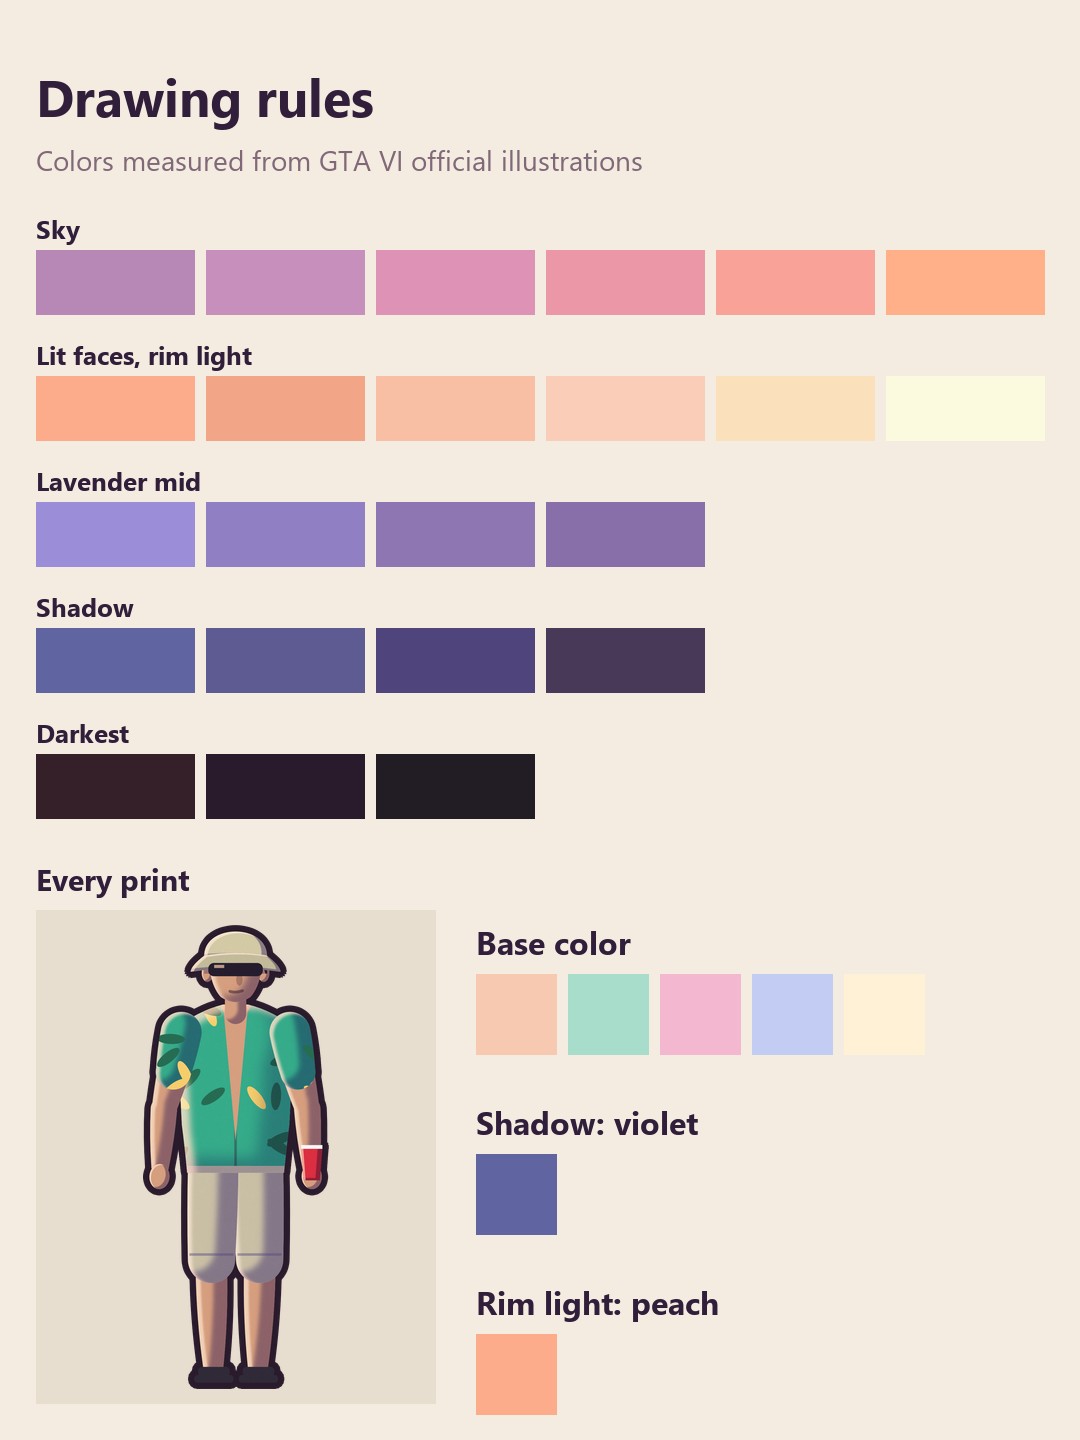 Drawing rules
Colors measured from GTA VI official illustrations
Sky
Lit faces, rim light
Lavender mid
Shadow
Darkest
Every print
Base color
Shadow: violet
Rim light: peach